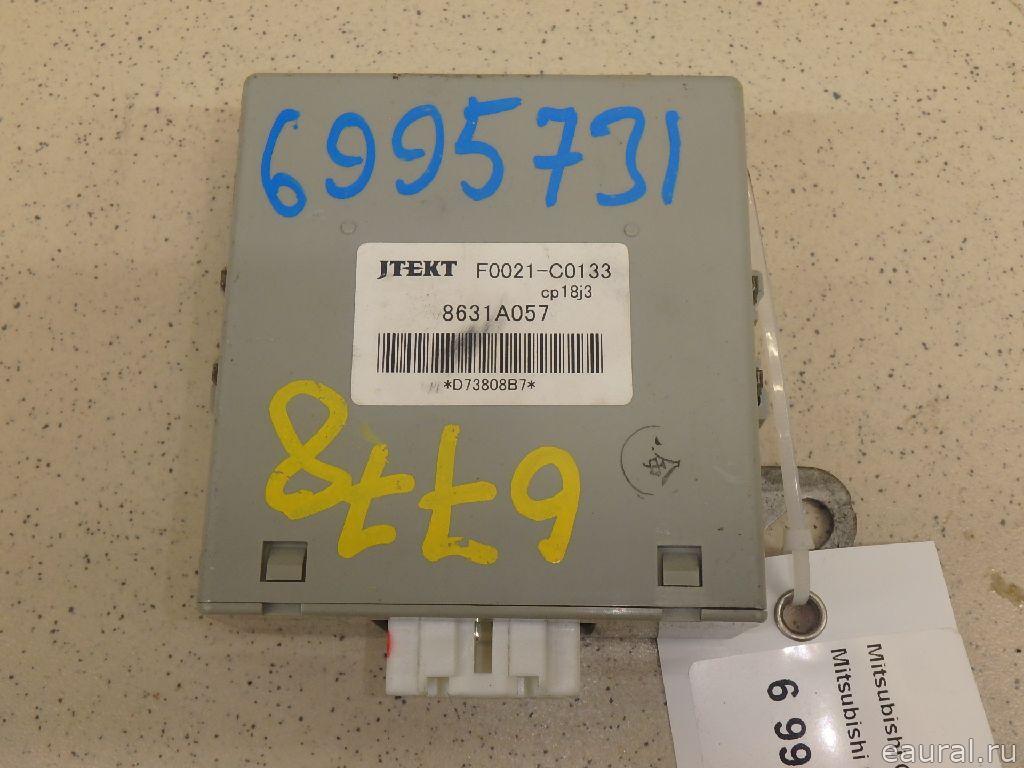 6995731
JTEKT F0021-C0133
cp18j3
8631A057
*D73808B7*
6778
Mitsubishi
Mitsubishi
6 99
eaural.ru